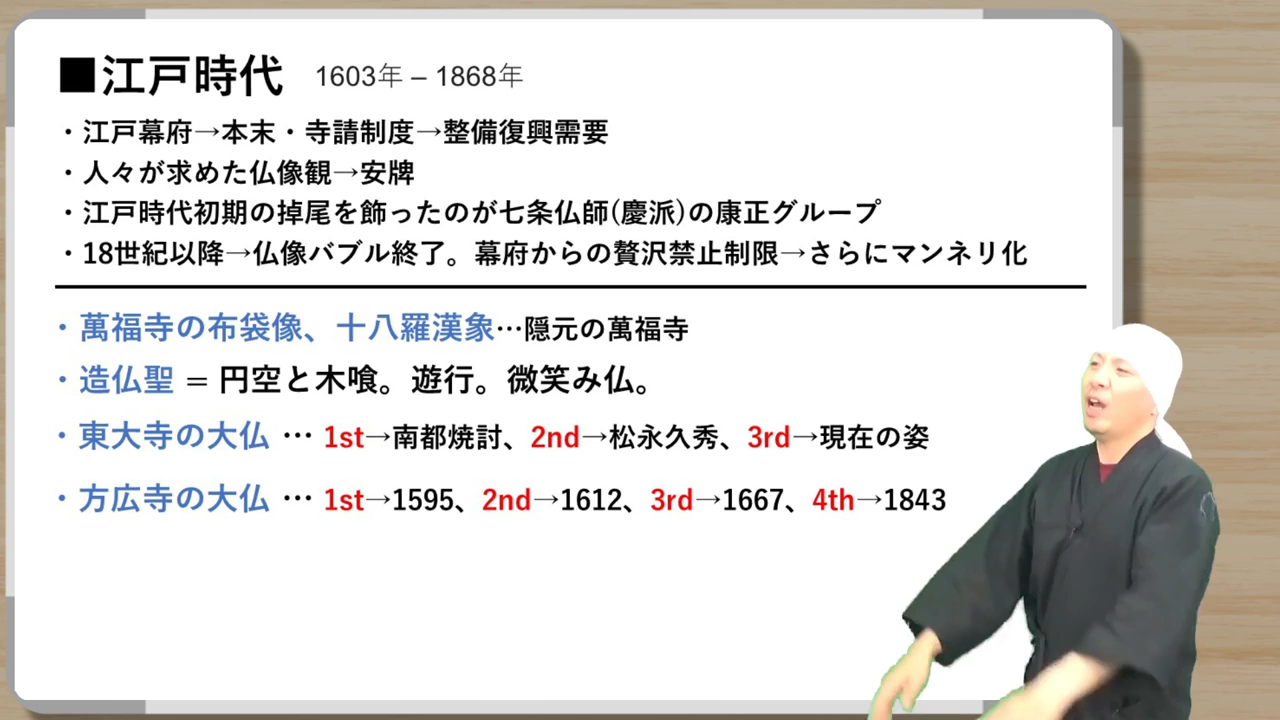 ■江戸時代 1603年 – 1868年
・江戸幕府→本末・寺請制度→整備復興需要
・人々が求めた仏像観→安牌
・江戸時代初期の掉尾を飾ったのが七条仏師(慶派)の康正グループ
・18世紀以降→仏像バブル終了。幕府からの贅沢禁止制限→さらにマンネリ化
・萬福寺の布袋像、十八羅漢象…隠元の萬福寺
・造仏聖 = 円空と木喰。遊行。微笑み仏。
・東大寺の大仏 … 1st→南都焼討、2nd→松永久秀、3rd→現在の姿
・方広寺の大仏 … 1st→1595、2nd→1612、3rd→1667、4th→1843